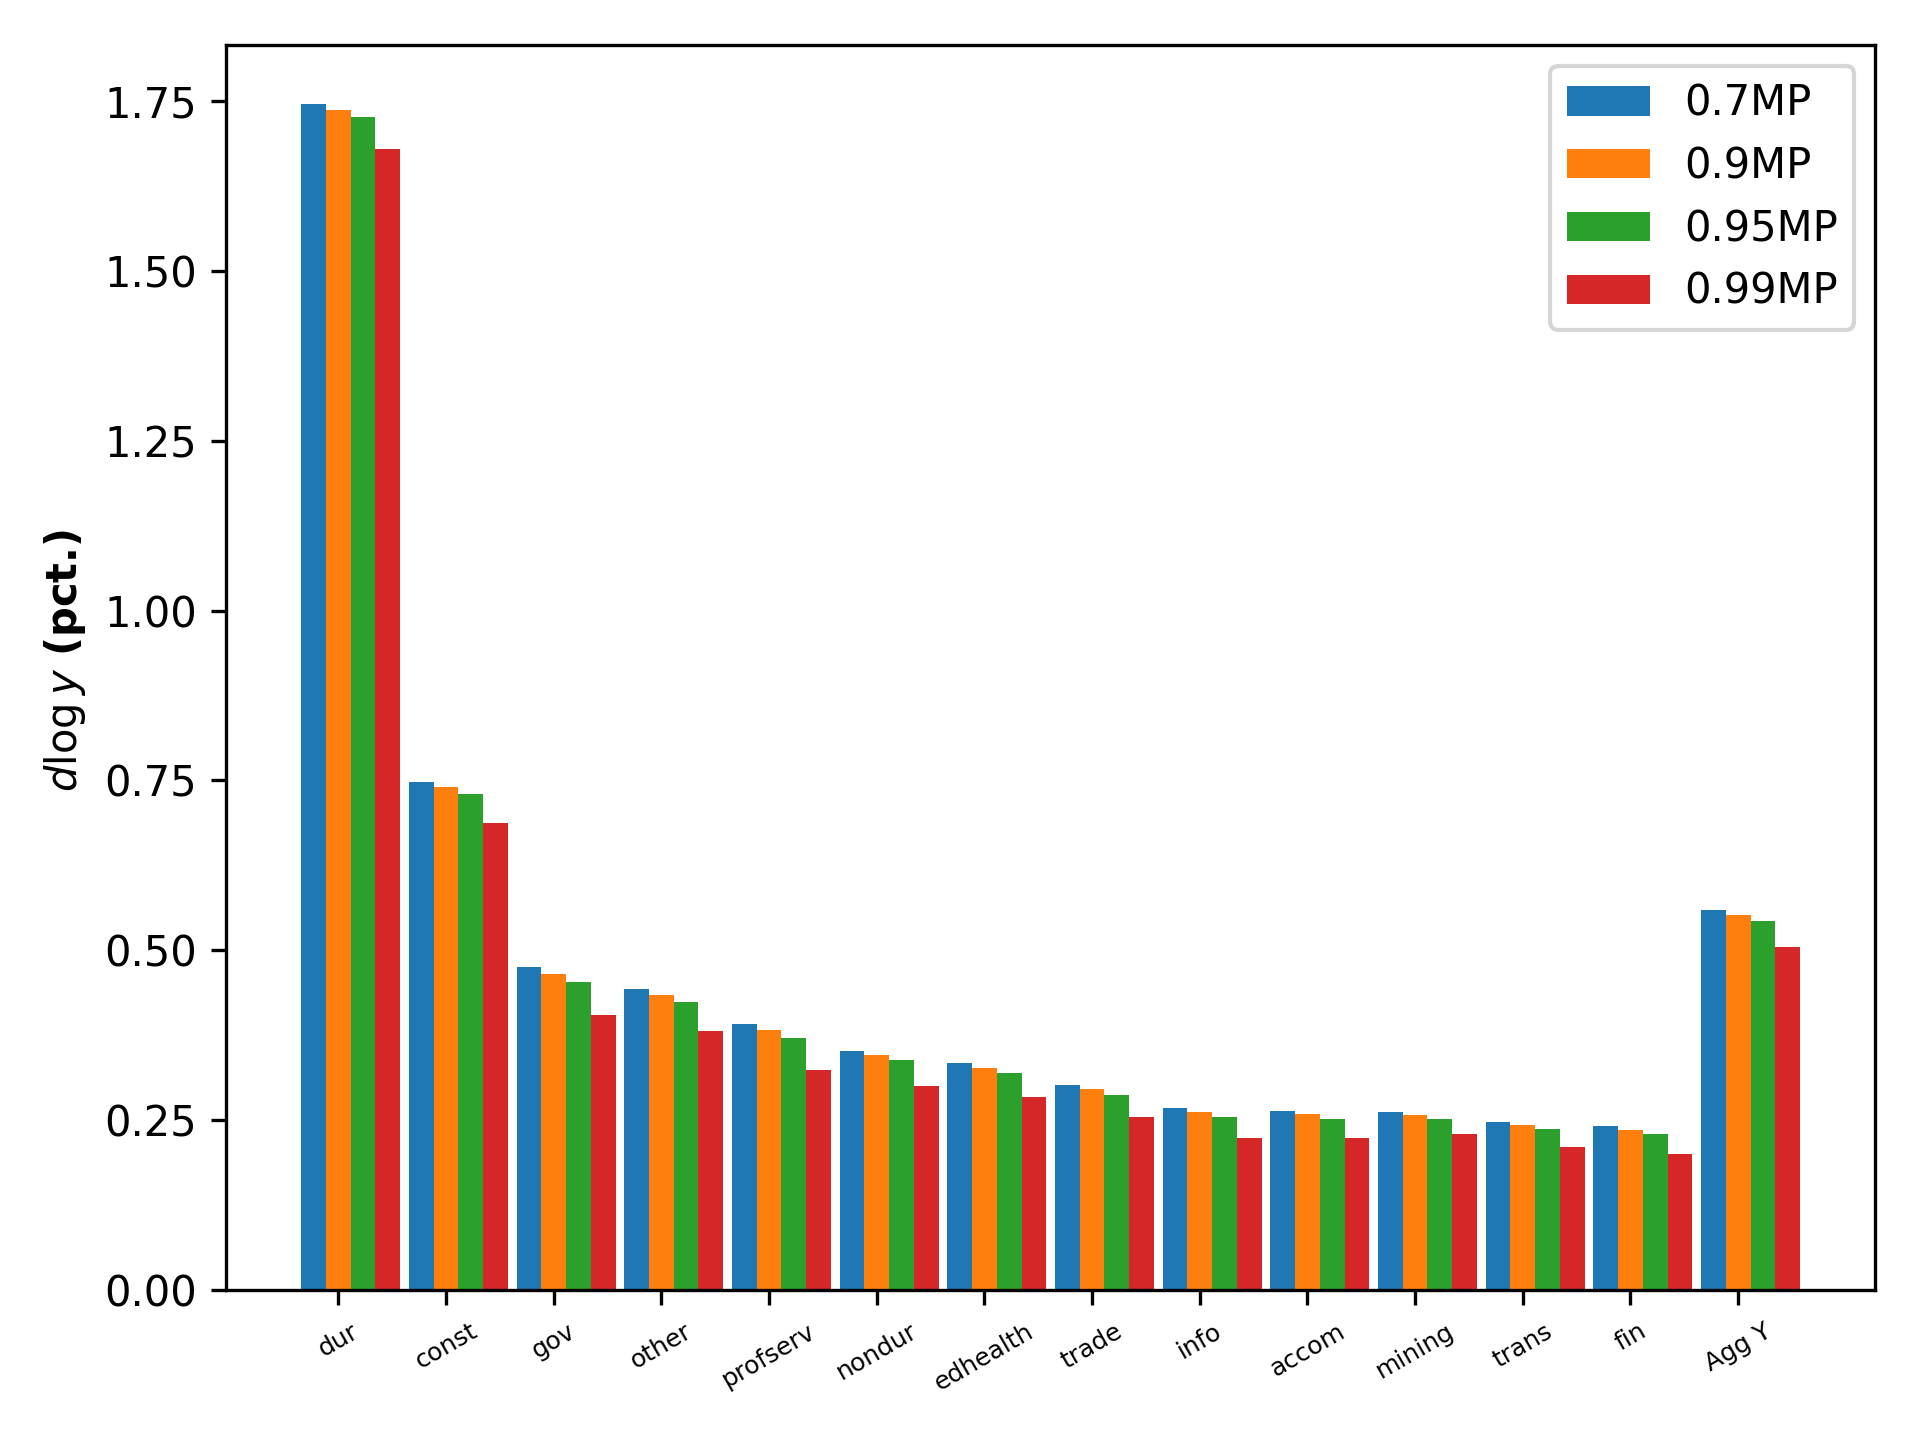 1.75
1.50
1.25
1.00
0.75
0.50
0.25
0.00
dlog y (pct.)
0.7MP
0.9MP
0.95MP
0.99MP
dur
const
gov
other
profserv
nondur
edhealth
trade
info
accom
mining
trans
fin
Agg Y